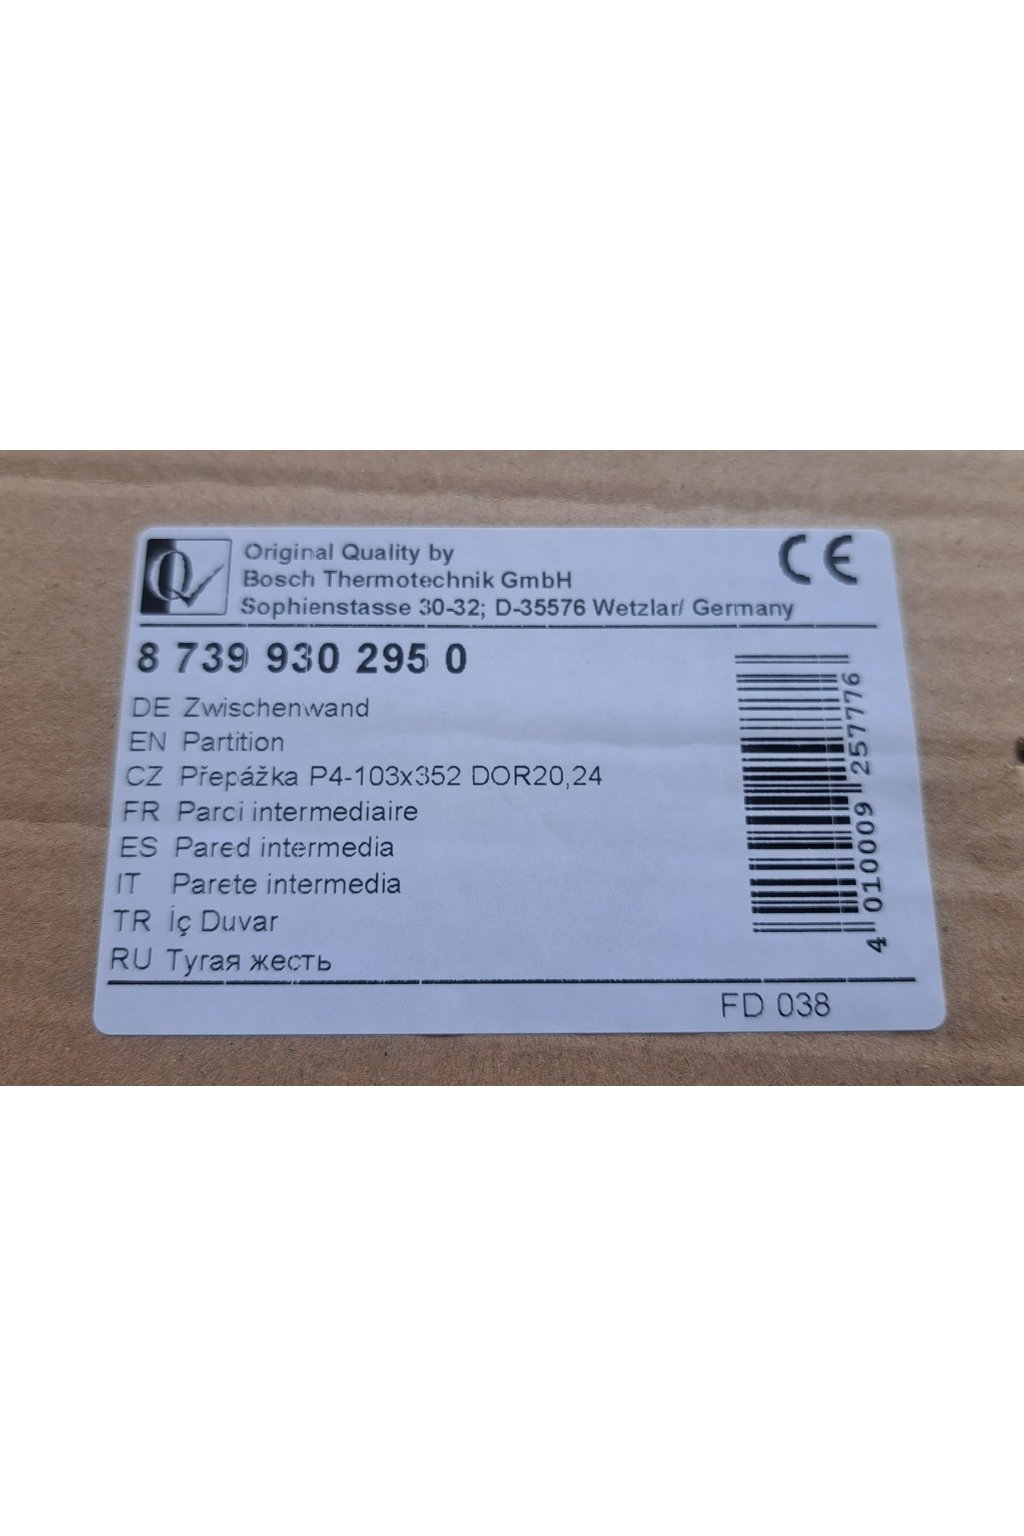 Q
Original Quality by
Bosch Thermotechnik GmbH
Sophienstasse 30-32; D-35576 Wetzlar/ Germany
CE
8 739 930 295 0
DE Zwischenwand
EN Partition
CZ Přepážka P4-103x352 DOR20,24
FR Parci intermediaire
ES Pared intermedia
IT Parete intermedia
TR İç Duvar
RU Тугая жесть
4 010009 257776
FD 038